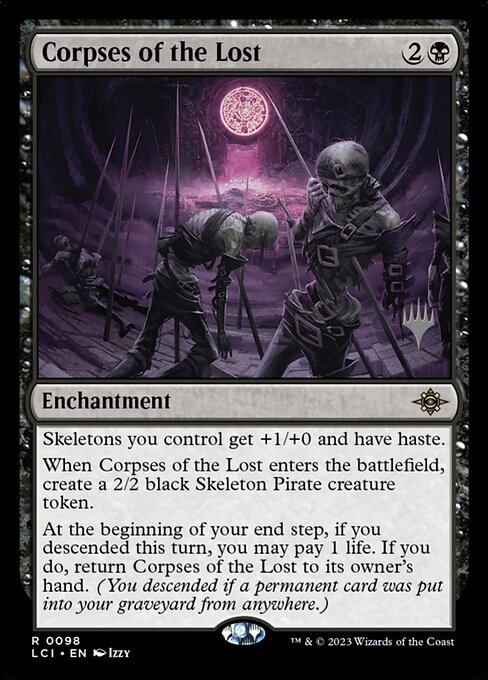 Corpses of the Lost 2
Enchantment
Skeletons you control get +1/+0 and have haste.
When Corpses of the Lost enters the battlefield,
create a 2/2 black Skeleton Pirate creature
token.
At the beginning of your end step, if you
descended this turn, you may pay 1 life. If you
do, return Corpses of the Lost to its owner's
hand. (You descended if a permanent card was put
into your graveyard from anywhere.)
R 0098
LCI • EN Izzy
™ & © 2023 Wizards of the Coast